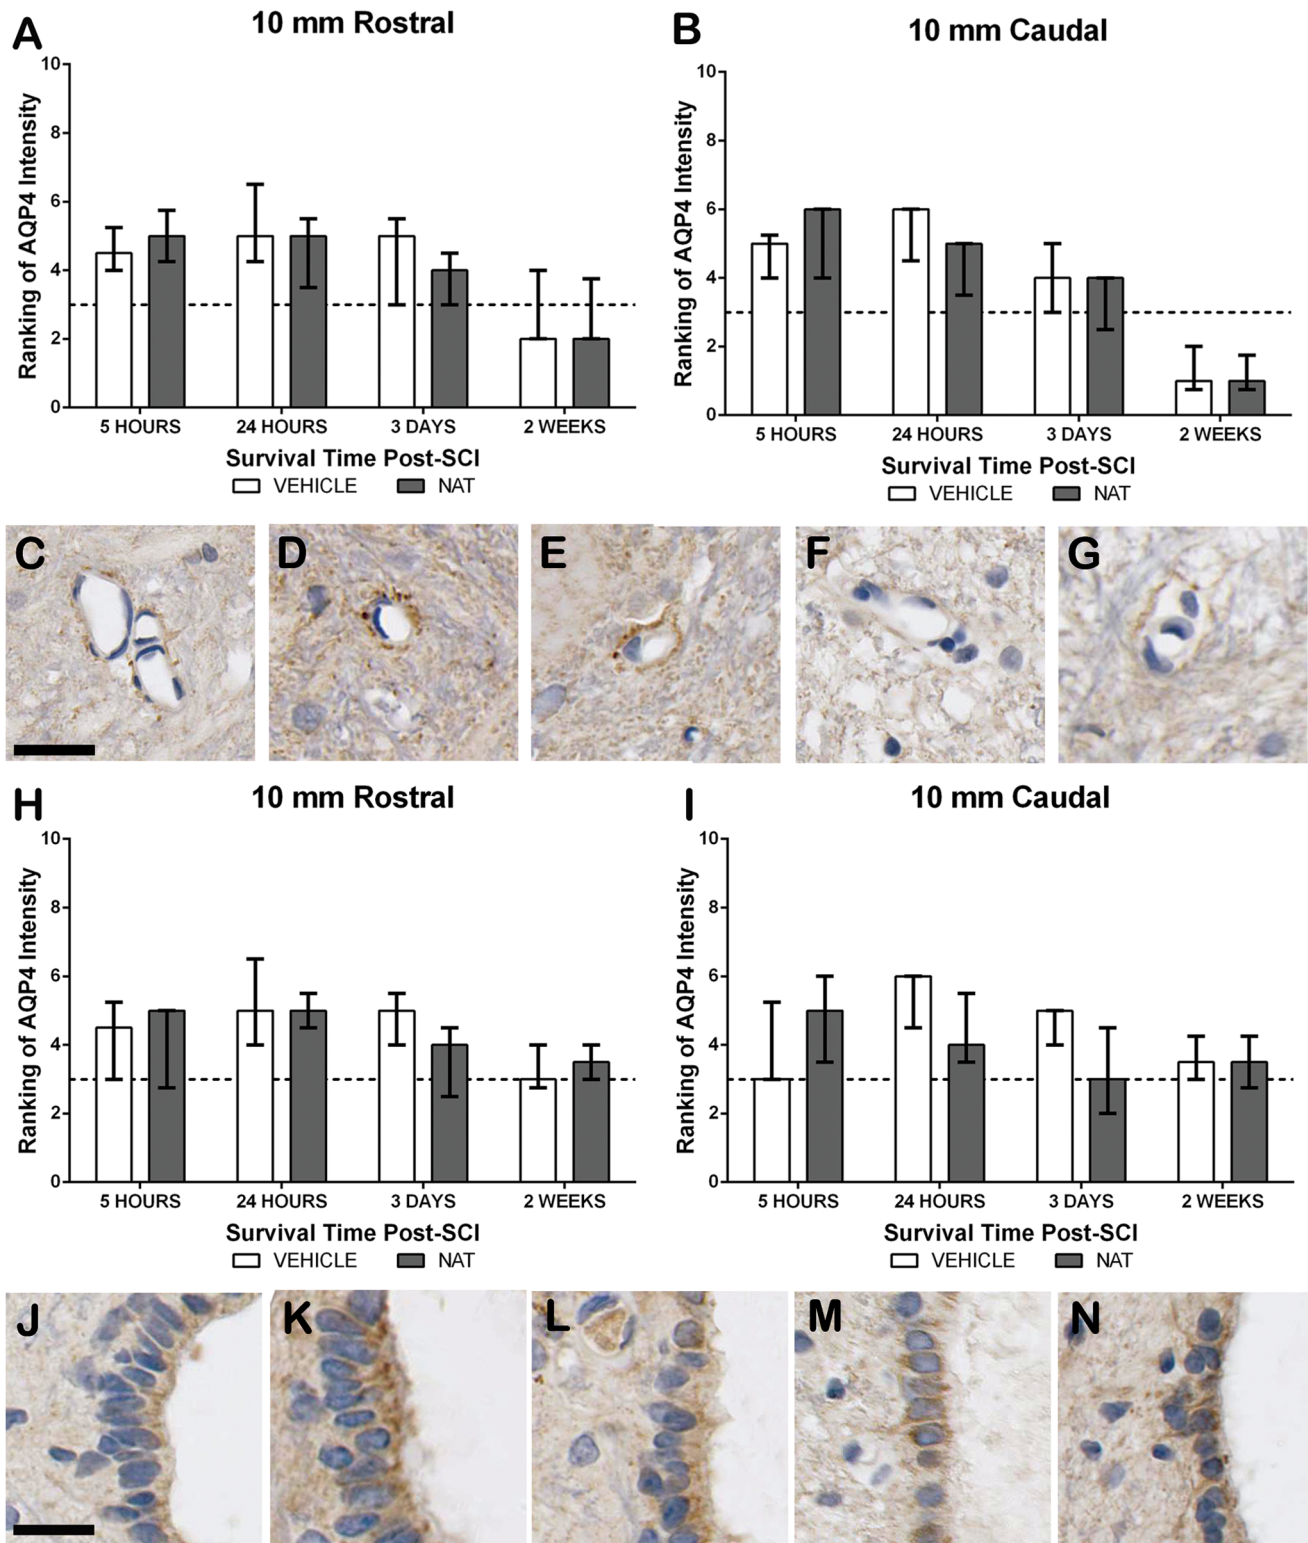 A
10 mm Rostral
Ranking of AQP4 Intensity
10
8
6
4
2
0
5 HOURS 24 HOURS 3 DAYS 2 WEEKS
Survival Time Post-SCI
VEHICLE NAT
B
10 mm Caudal
Ranking of AQP4 Intensity
10
8
6
4
2
0
5 HOURS 24 HOURS 3 DAYS 2 WEEKS
Survival Time Post-SCI
VEHICLE NAT
C D E F G
H
10 mm Rostral
Ranking of AQP4 Intensity
10
8
6
4
2
0
5 HOURS 24 HOURS 3 DAYS 2 WEEKS
Survival Time Post-SCI
VEHICLE NAT
I
10 mm Caudal
Ranking of AQP4 Intensity
10
8
6
4
2
0
5 HOURS 24 HOURS 3 DAYS 2 WEEKS
Survival Time Post-SCI
VEHICLE NAT
J K L M N